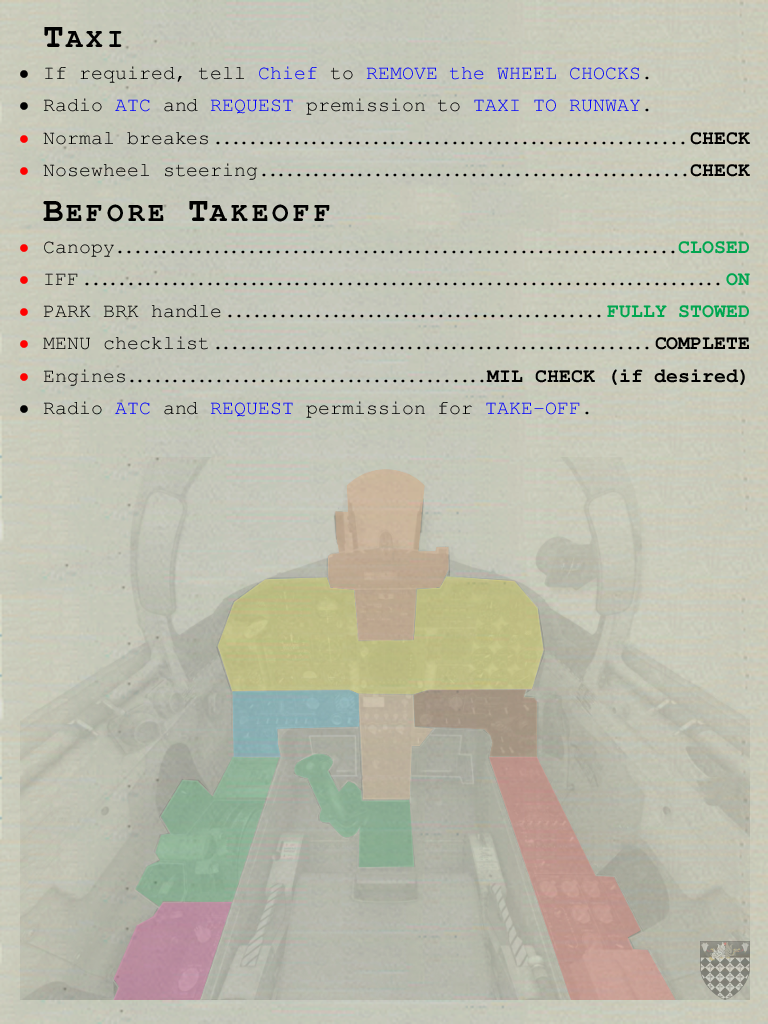 TAXI
• If required, tell Chief to REMOVE the WHEEL CHOCKS.
• Radio ATC and REQUEST premission to TAXI TO RUNWAY.
• Normal breakes......................................................CHECK
• Nosewheel steering................................................CHECK
BEFORE TAKEOFF
• Canopy...............................................................CLOSED
• IFF........................................................................ON
• PARK BRK handle..........................................FULLY STOWED
• MENU checklist.................................................COMPLETE
• Engines........................................MIL CHECK (if desired)
• Radio ATC and REQUEST permission for TAKE-OFF.